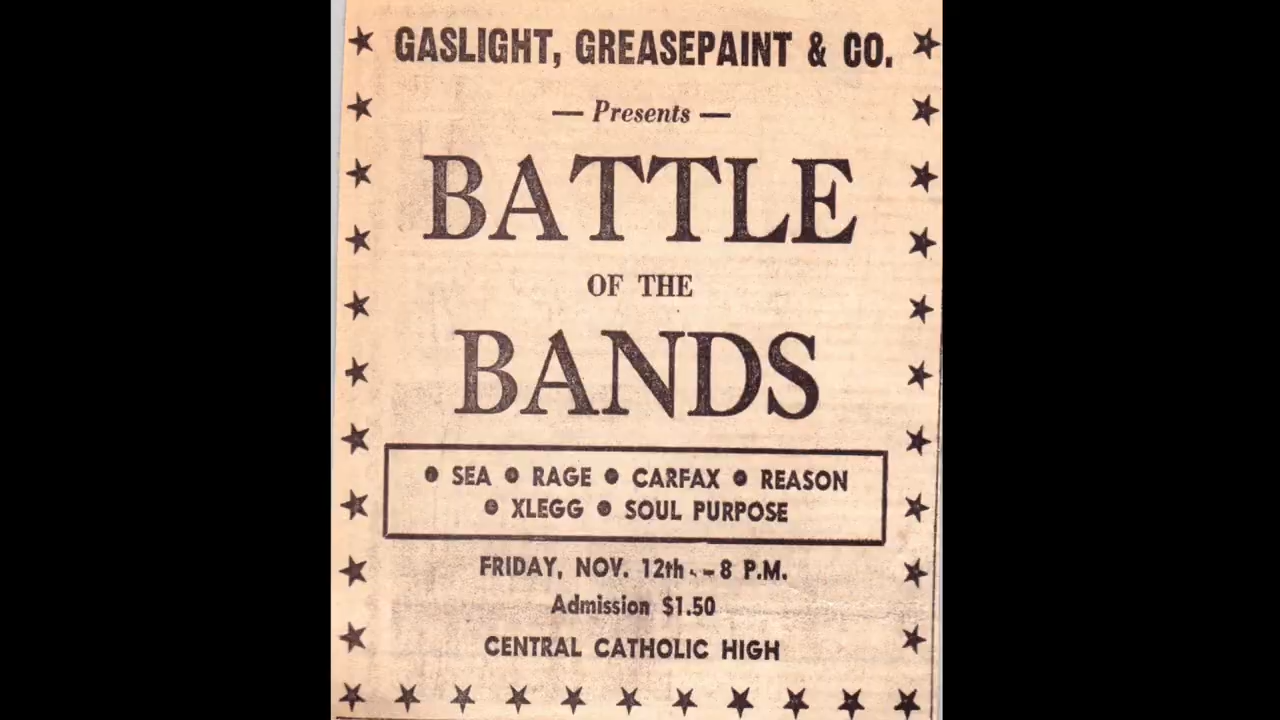 GASLIGHT, GREASEPAINT & CO.
— Presents —
BATTLE
OF THE
BANDS
● SEA ● RAGE ● CARFAX ● REASON
● XLEGG ● SOUL PURPOSE
FRIDAY, NOV. 12th - - 8 P.M.
Admission $1.50
CENTRAL CATHOLIC HIGH